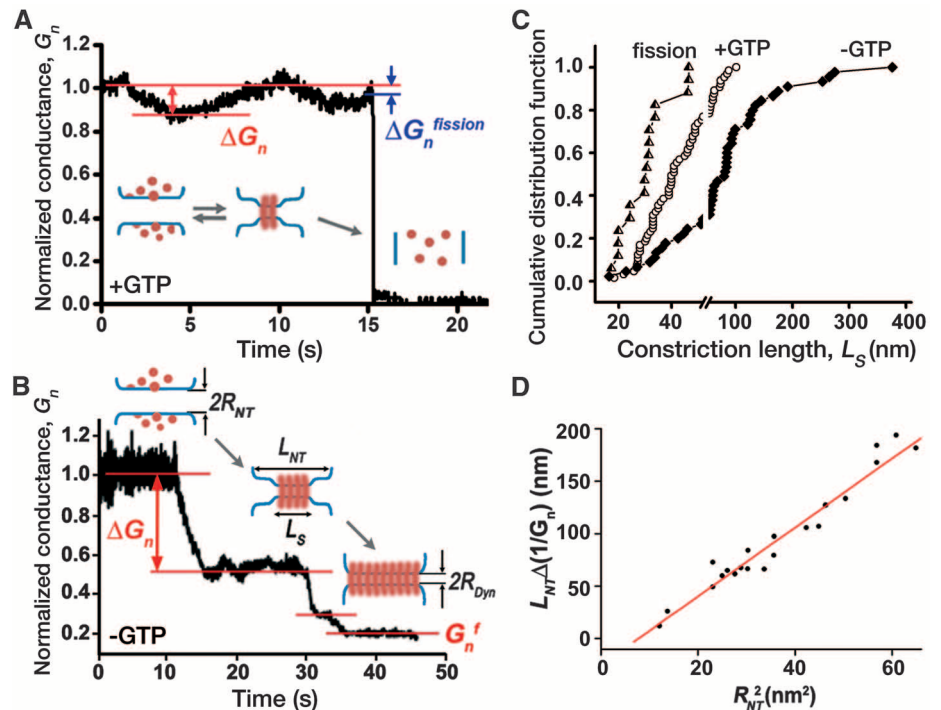 A
Normalized conductance, Gn
1.2
1.0
0.8
0.6
0.4
0.2
0.0
ΔGn
ΔGn^fission
+GTP
0 5 10 15 20
Time (s)
B
Normalized conductance, Gn
1.2
1.0
0.8
0.6
0.4
0.2
2RNT
LNT
LS
2RDyn
ΔGn
Gn^f
-GTP
0 10 20 30 40 50
Time (s)
C
Cumulative distribution function
fission +GTP -GTP
1.0
0.8
0.6
0.4
0.2
0.0
20 40 100 200 300 400
Constriction length, LS (nm)
D
LNTΔ(1/Gn) (nm)
200
150
100
50
0
0 20 40 60
RNT² (nm²)